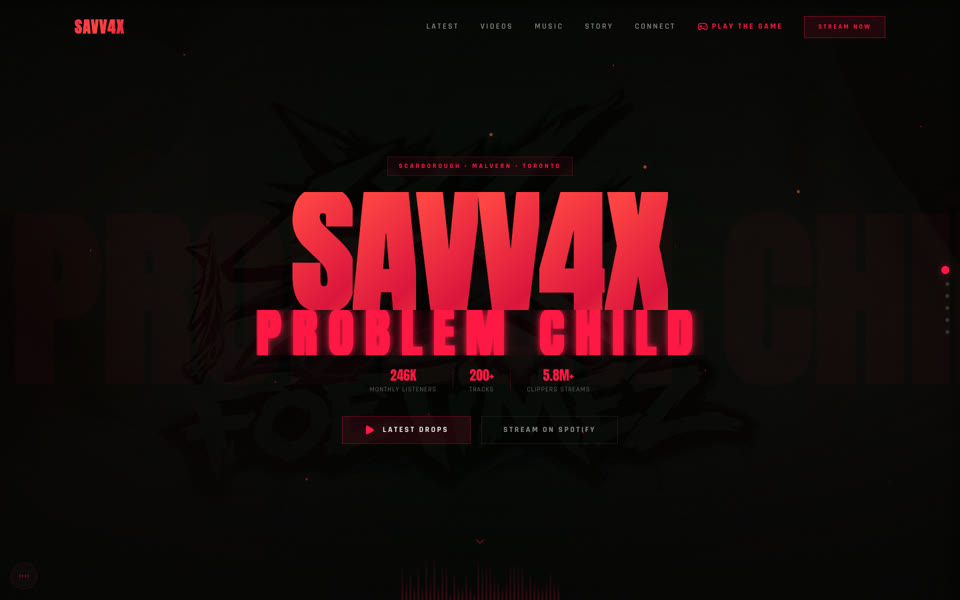 SAVV4X
LATEST
VIDEOS
MUSIC
STORY
CONNECT
PLAY THE GAME
STREAM NOW
SCARBOROUGH · MALVERN · TORONTO
SAVV4X
PROBLEM CHILD
246K
MONTHLY LISTENERS
200+
TRACKS
5.8M+
CLIPPERS STREAMS
LATEST DROPS
STREAM ON SPOTIFY